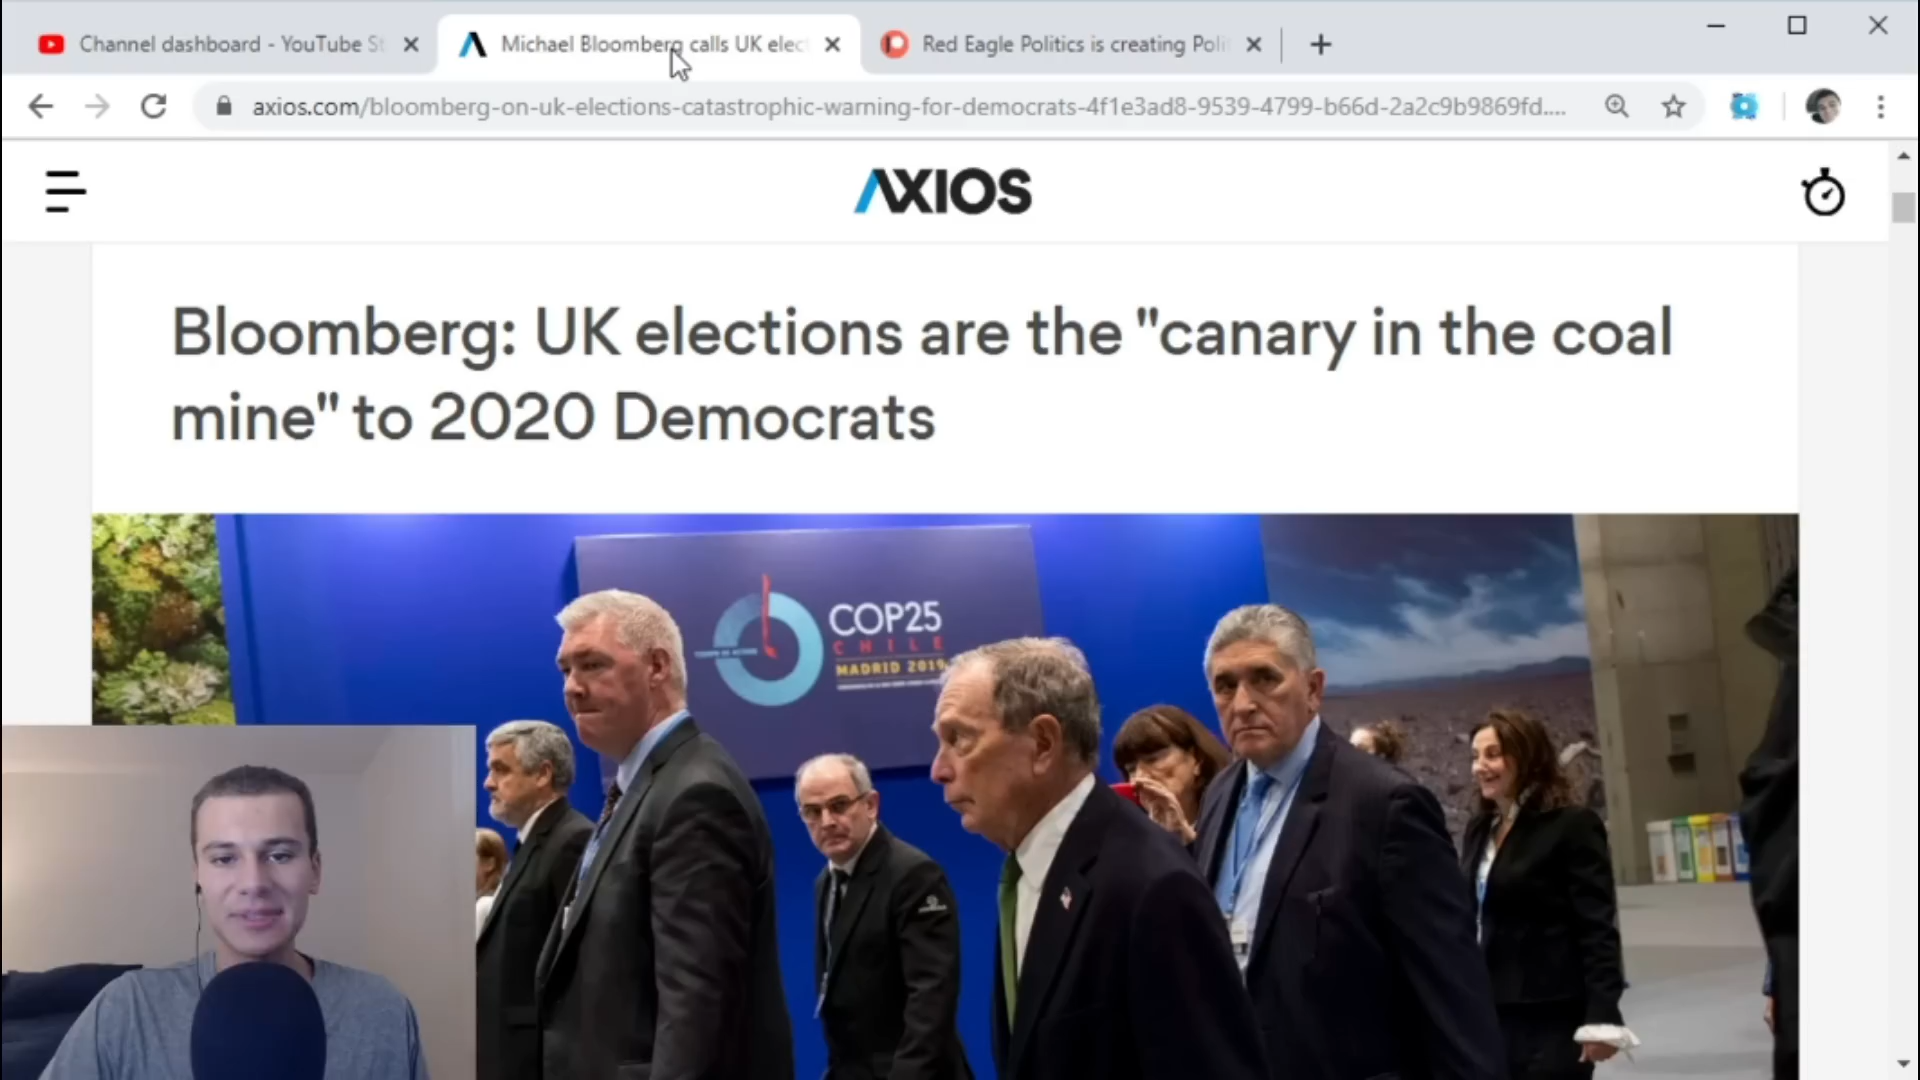 Channel dashboard - YouTube St
Michael Bloomberg calls UK elec
Red Eagle Politics is creating Poli
axios.com/bloomberg-on-uk-elections-catastrophic-warning-for-democrats-4f1e3ad8-9539-4799-b66d-2a2c9b9869fd....
AXIOS
Bloomberg: UK elections are the "canary in the coal
mine" to 2020 Democrats
COP25
CHILE
MADRID 2019